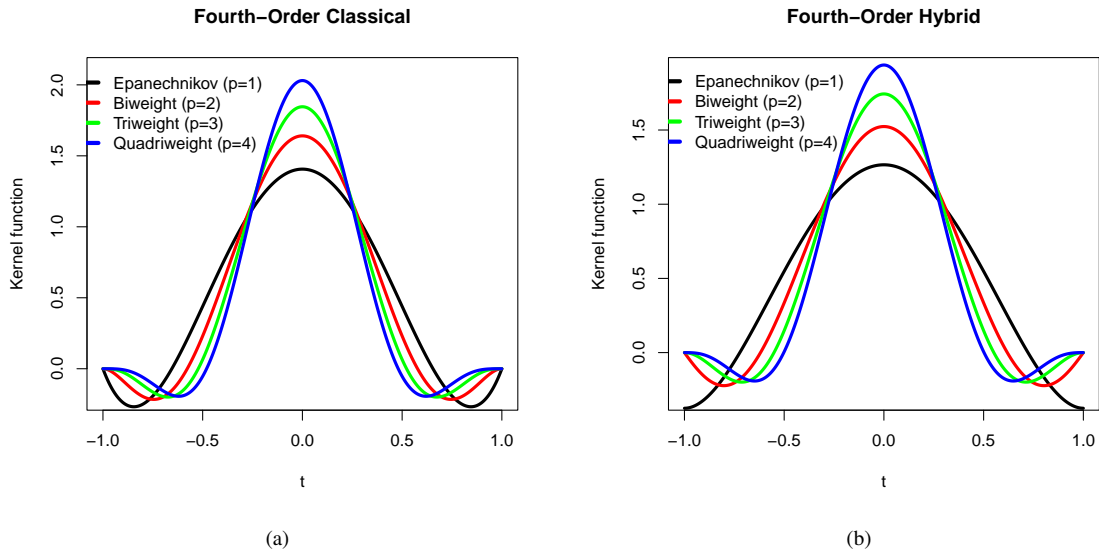 Fourth−Order Classical
Epanechnikov (p=1)
Biweight (p=2)
Triweight (p=3)
Quadriweight (p=4)
Kernel function
0.0
0.5
1.0
1.5
2.0
−1.0
−0.5
0.0
0.5
1.0
t
(a)
Fourth−Order Hybrid
Epanechnikov (p=1)
Biweight (p=2)
Triweight (p=3)
Quadriweight (p=4)
Kernel function
0.0
0.5
1.0
1.5
−1.0
−0.5
0.0
0.5
1.0
t
(b)